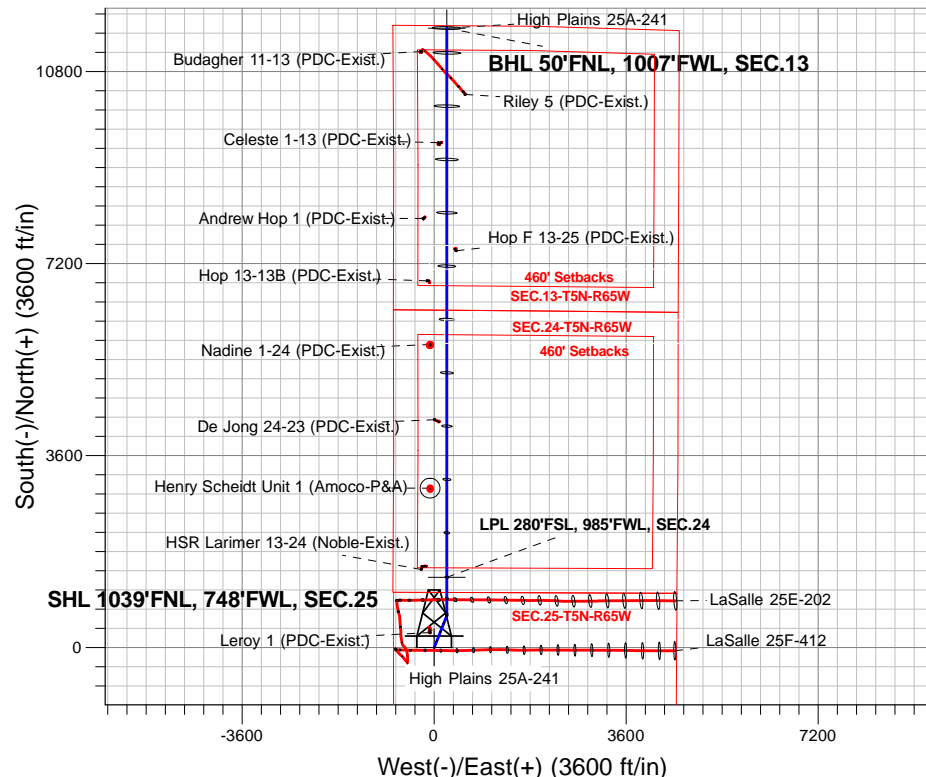 High Plains 25A-241
Budagher 11-13 (PDC-Exist.)
BHL 50'FNL, 1007'FWL, SEC.13
10800
Riley 5 (PDC-Exist.)
Celeste 1-13 (PDC-Exist.)
Andrew Hop 1 (PDC-Exist.)
Hop F 13-25 (PDC-Exist.)
7200
Hop 13-13B (PDC-Exist.)
460' Setbacks
SEC.13-T5N-R65W
SEC.24-T5N-R65W
Nadine 1-24 (PDC-Exist.)
460' Setbacks
De Jong 24-23 (PDC-Exist.)
3600
Henry Scheidt Unit 1 (Amoco-P&A)
LPL 280'FSL, 985'FWL, SEC.24
HSR Larimer 13-24 (Noble-Exist.)
SHL 1039'FNL, 748'FWL, SEC.25
LaSalle 25E-202
SEC.25-T5N-R65W
Leroy 1 (PDC-Exist.)
0
LaSalle 25F-412
High Plains 25A-241
South(-)/North(+) (3600 ft/in)
-3600
0
3600
7200
West(-)/East(+) (3600 ft/in)